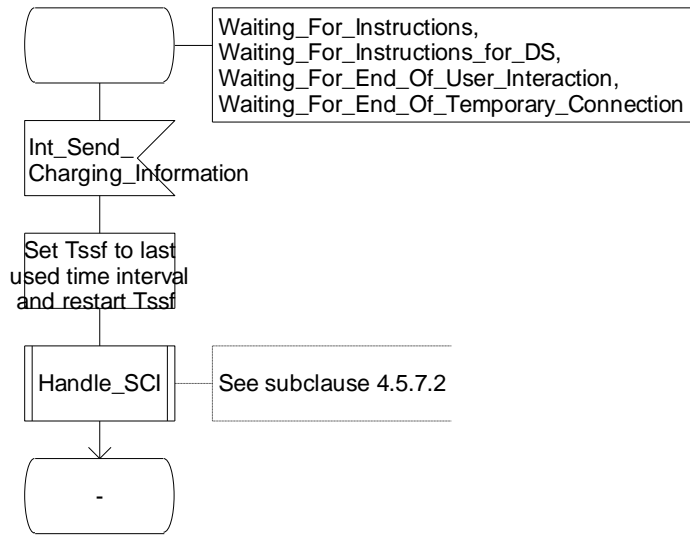 Waiting_For_Instructions,
Waiting_For_Instructions_for_DS,
Waiting_For_End_Of_User_Interaction,
Waiting_For_End_Of_Temporary_Connection
Int_Send_
Charging_Information
Set Tssf to last
used time interval
and restart Tssf
Handle_SCI
See subclause 4.5.7.2
-